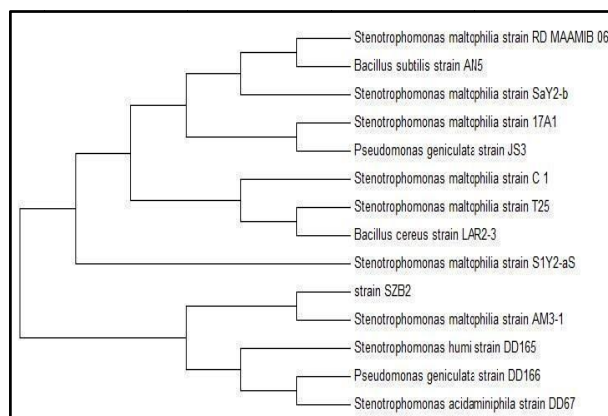 Stenotrophomonas maltophilia strain RD MAAMIB 06
Bacillus subtilis strain AN5
Stenotrophomonas maltophilia strain SaY2-b
Stenotrophomonas maltophilia strain 17A1
Pseudomonas geniculata strain JS3
Stenotrophomonas maltophilia strain C 1
Stenotrophomonas maltophilia strain T25
Bacillus cereus strain LAR2-3
Stenotrophomonas maltophilia strain S1Y2-aS
strain SZB2
Stenotrophomonas maltophilia strain AM3-1
Stenotrophomonas humi strain DD165
Pseudomonas geniculata strain DD166
Stenotrophomonas acidaminiphila strain DD67